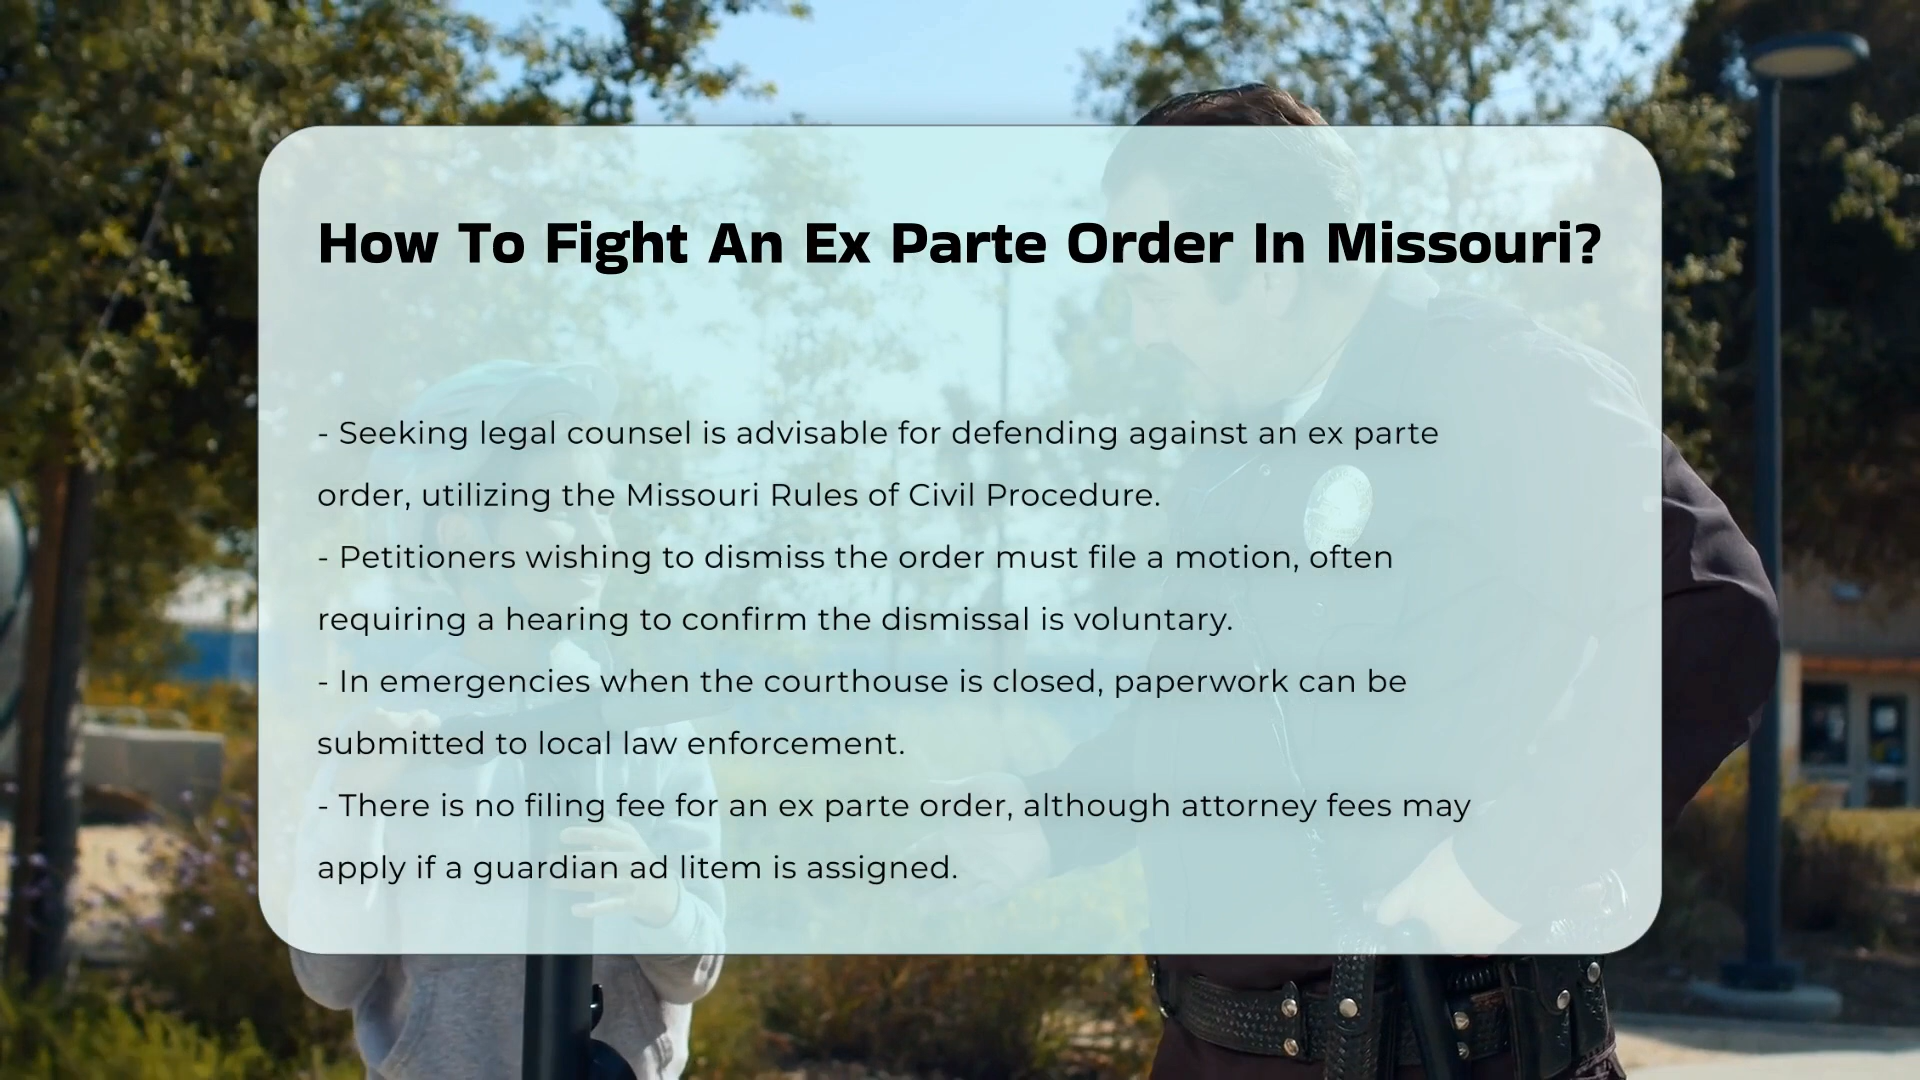 How To Fight An Ex Parte Order In Missouri?
- Seeking legal counsel is advisable for defending against an ex parte
order, utilizing the Missouri Rules of Civil Procedure.
- Petitioners wishing to dismiss the order must file a motion, often
requiring a hearing to confirm the dismissal is voluntary.
- In emergencies when the courthouse is closed, paperwork can be
submitted to local law enforcement.
- There is no filing fee for an ex parte order, although attorney fees may
apply if a guardian ad litem is assigned.